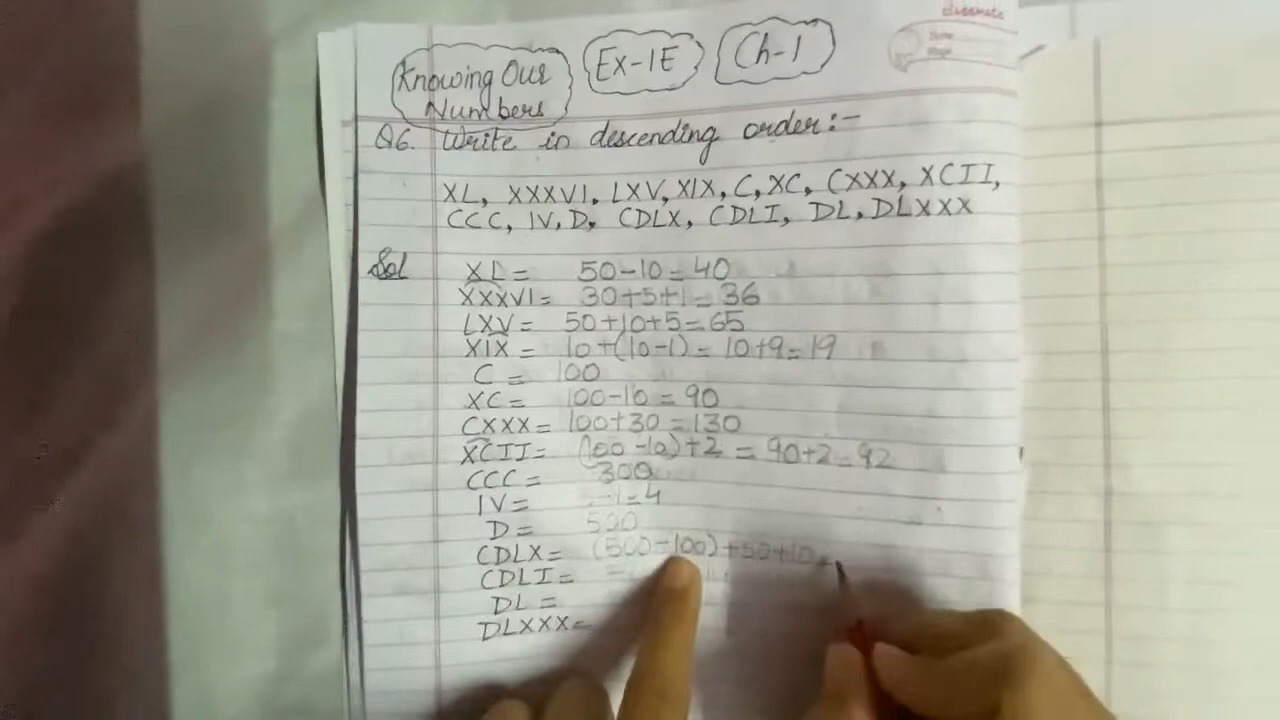 classmate
Date
Page
Knowing Our Numbers
Ex-1E
Ch-1
Q6. Write in descending order:-
XL, XXXVI, LXV, XIX, C, XC, CXXX, XCII,
CCC, IV, D, CDLX, CDLI, DL, DLXXX
Sol
XL = 50-10=40
XXXVI= 30+5+1=36
LXV = 50+10+5=65
XIX = 10+(10-1)=10+9=19
C = 100
XC = 100-10=90
CXXX= 100+30=130
XCII= (100-10)+2=90+2=92
CCC = 300
IV= -1=4
D= 500
CDLX= (500-100)+50+10=
CDLI=
DL =
DLXXX=